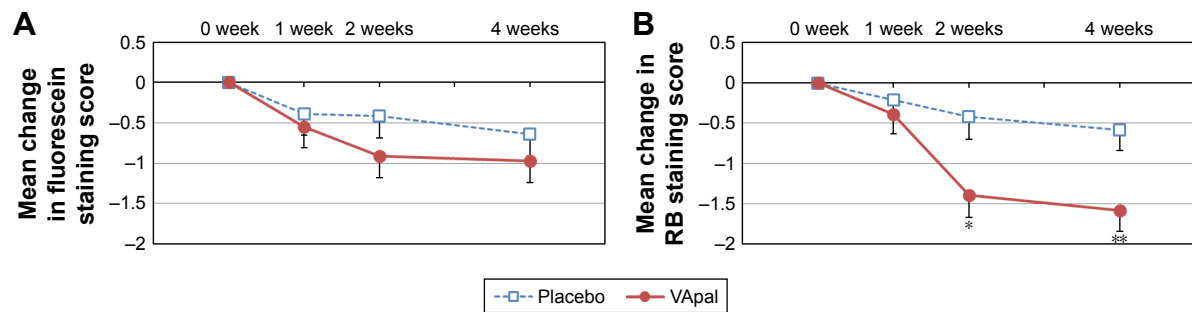 A
0 week 1 week 2 weeks 4 weeks
Mean change
in fluorescein
staining score
0.5
0
–0.5
–1
–1.5
–2
B
0 week 1 week 2 weeks 4 weeks
Mean change in
RB staining score
0.5
0
–0.5
–1
–1.5
–2
*
**
Placebo VApal